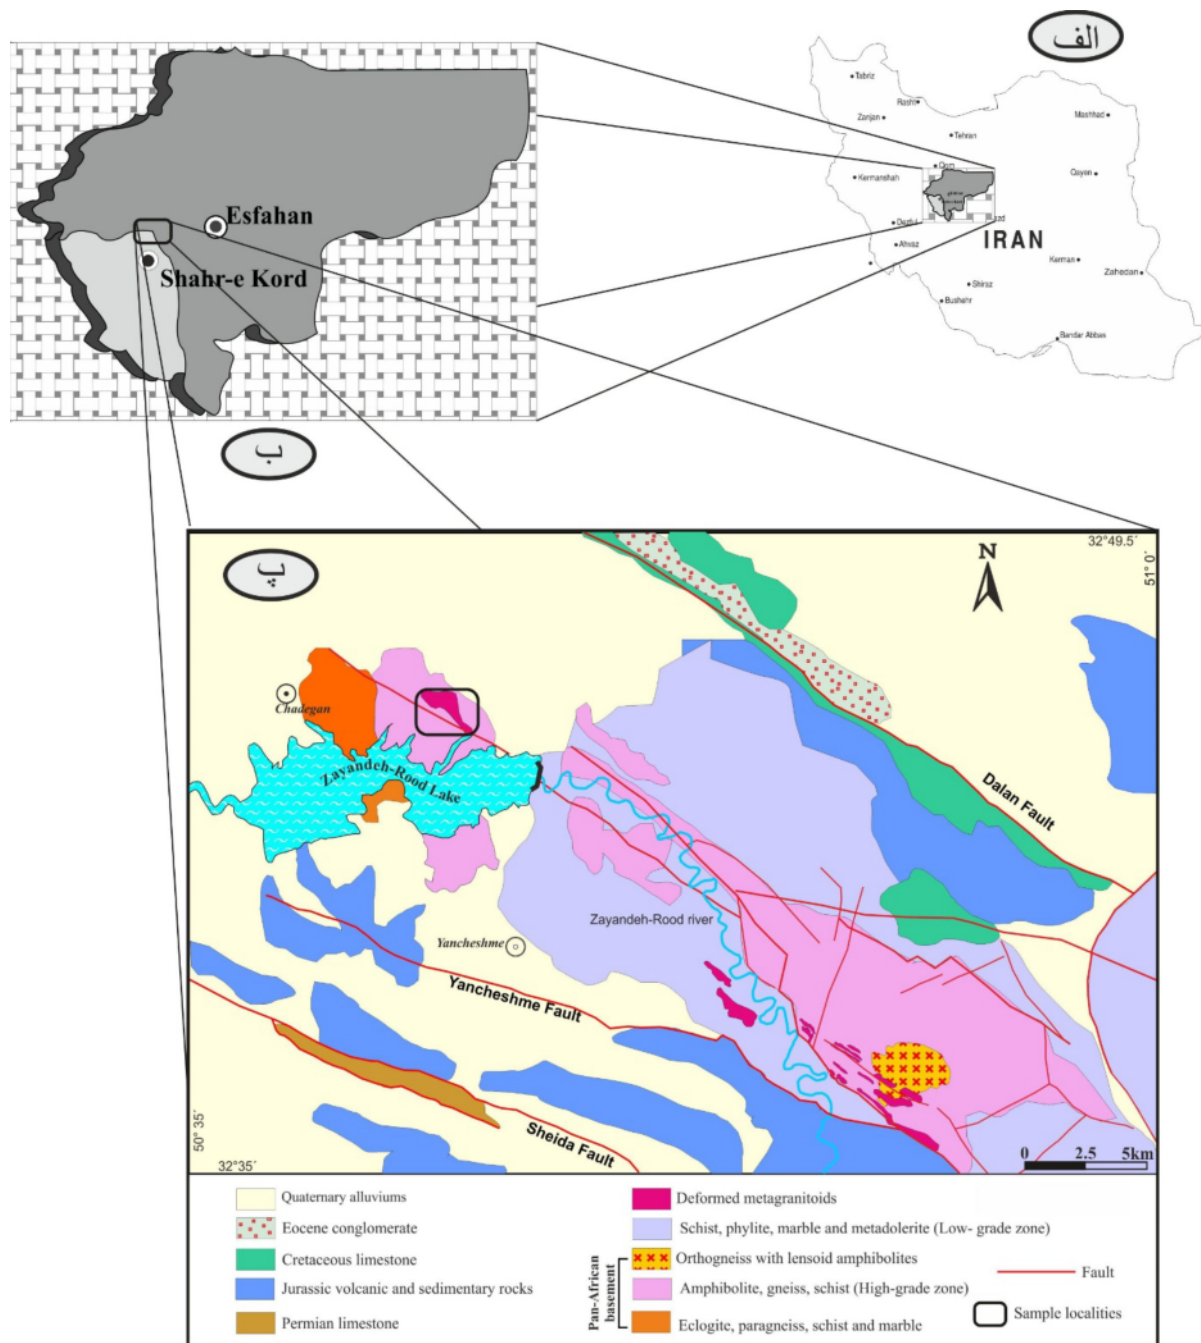 الف
Tabriz
Rasht
Zanjan
Mashhad
Tehran
Qom
Kermanshah
Qayan
Dezful
zad
Ahvaz
IRAN
Kerman
Zahedan
Shiraz
Bushehr
Bandar Abbas
Esfahan
Shahr-e Kord
ب
پ
32°49.5´
51° 0´
N
Chadegan
Zayandeh-Rood Lake
Dalan Fault
Zayandeh-Rood river
Yancheshme
Yancheshme Fault
Sheida Fault
50° 35´
32°35´
0 2.5 5km
Quaternary alluviums
Eocene conglomerate
Cretaceous limestone
Jurassic volcanic and sedimentary rocks
Permian limestone
Deformed metagranitoids
Schist, phylite, marble and metadolerite (Low- grade zone)
Pan-African basement
Orthogneiss with lensoid amphibolites
Amphibolite, gneiss, schist (High-grade zone)
Eclogite, paragneiss, schist and marble
Fault
Sample localities